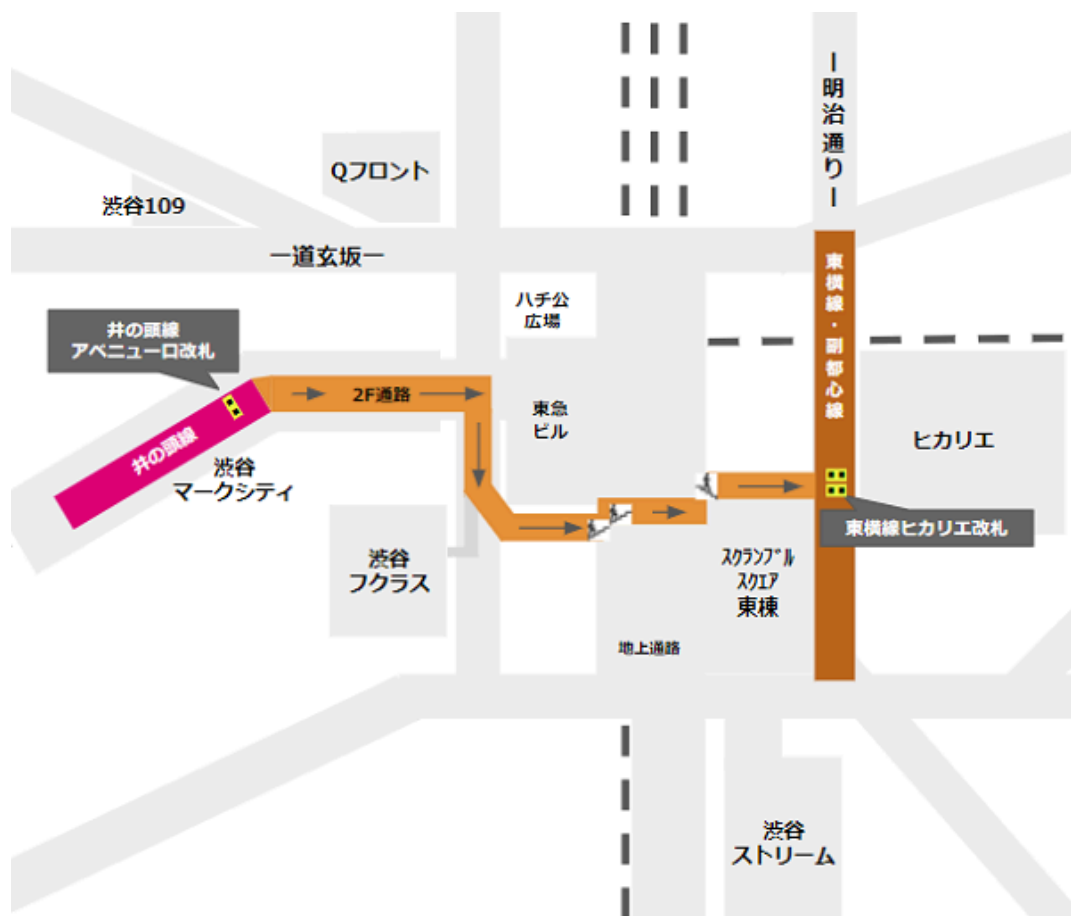 ー明治通りー
Qフロント
渋谷109
ー道玄坂ー
東横線・副都心線
ハチ公
広場
井の頭線
アベニュー口改札
2F通路
東急
ビル
ヒカリエ
井の頭線
渋谷
マークシティ
東横線ヒカリエ改札
渋谷
フクラス
ｽｸﾗﾝﾌﾞﾙ
ｽｸｴｱ
東棟
地上通路
渋谷
ストリーム